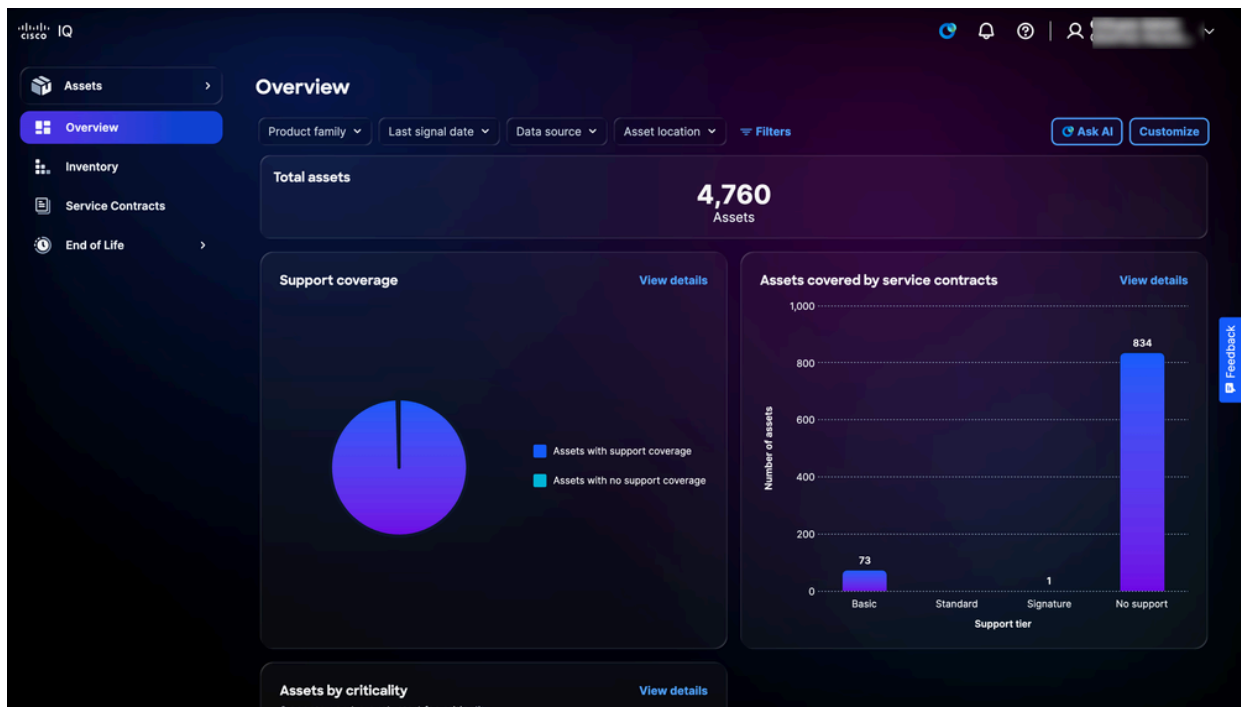 cisco IQ
Assets
Overview
Inventory
Service Contracts
End of Life
Overview
Product family Last signal date Data source Asset location Filters Ask AI Customize
Total assets
4,760
Assets
Support coverage View details
Assets with support coverage
Assets with no support coverage
Assets covered by service contracts View details
1,000
800
600
400
200
0
Number of assets
73
1
834
Basic Standard Signature No support
Support tier
Feedback
Assets by criticality View details